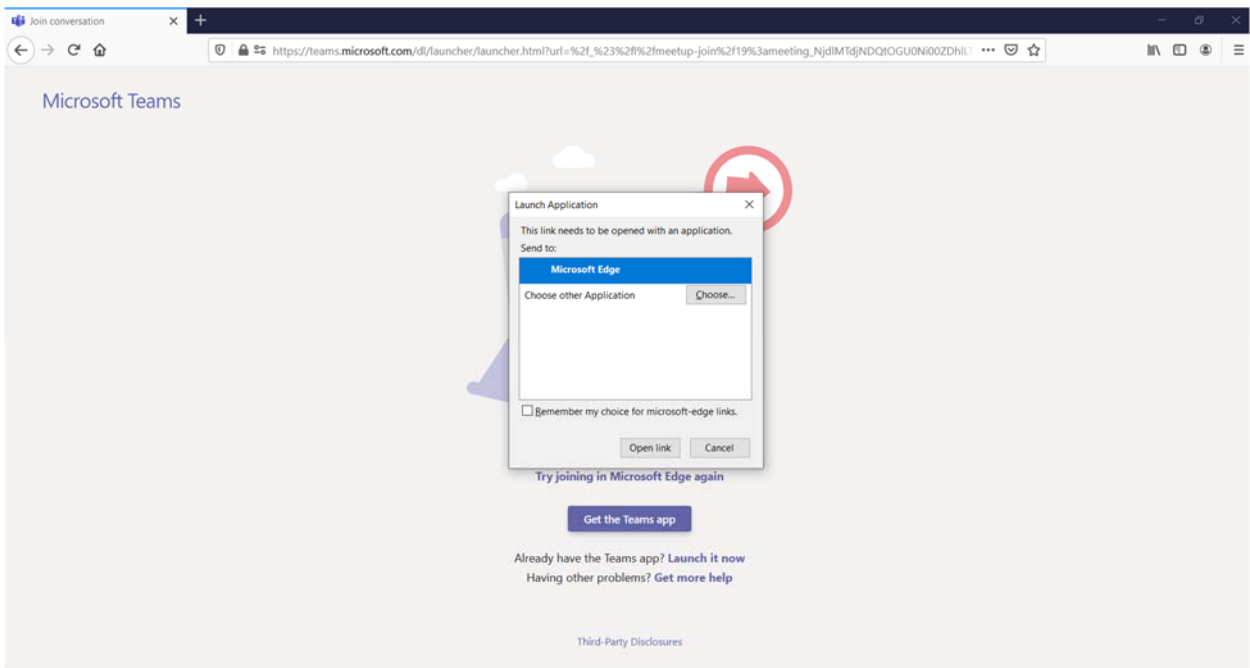 Join conversation
https://teams.microsoft.com/dl/launcher/launcher.html?url=%2f_%23%2fl%2fmeetup-join%2f19%3ameeting_NjdlMTdjNDQtOGU0Ni00ZDhlLT
Microsoft Teams
Launch Application
This link needs to be opened with an application.
Send to:
Microsoft Edge
Choose other Application Choose...
Remember my choice for microsoft-edge links.
Open link Cancel
Try joining in Microsoft Edge again
Get the Teams app
Already have the Teams app? Launch it now
Having other problems? Get more help
Third-Party Disclosures